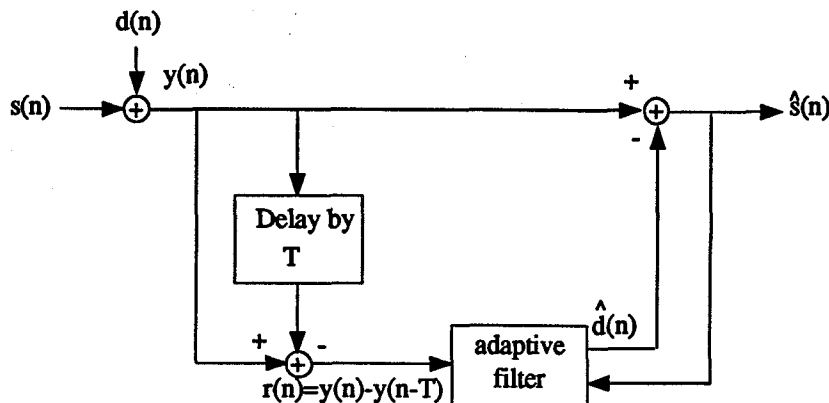 d(n)
y(n)
s(n)
+
+
-
ŝ(n)
Delay by
T
d̂(n)
+
-
+
adaptive
filter
r(n)=y(n)-y(n-T)
+